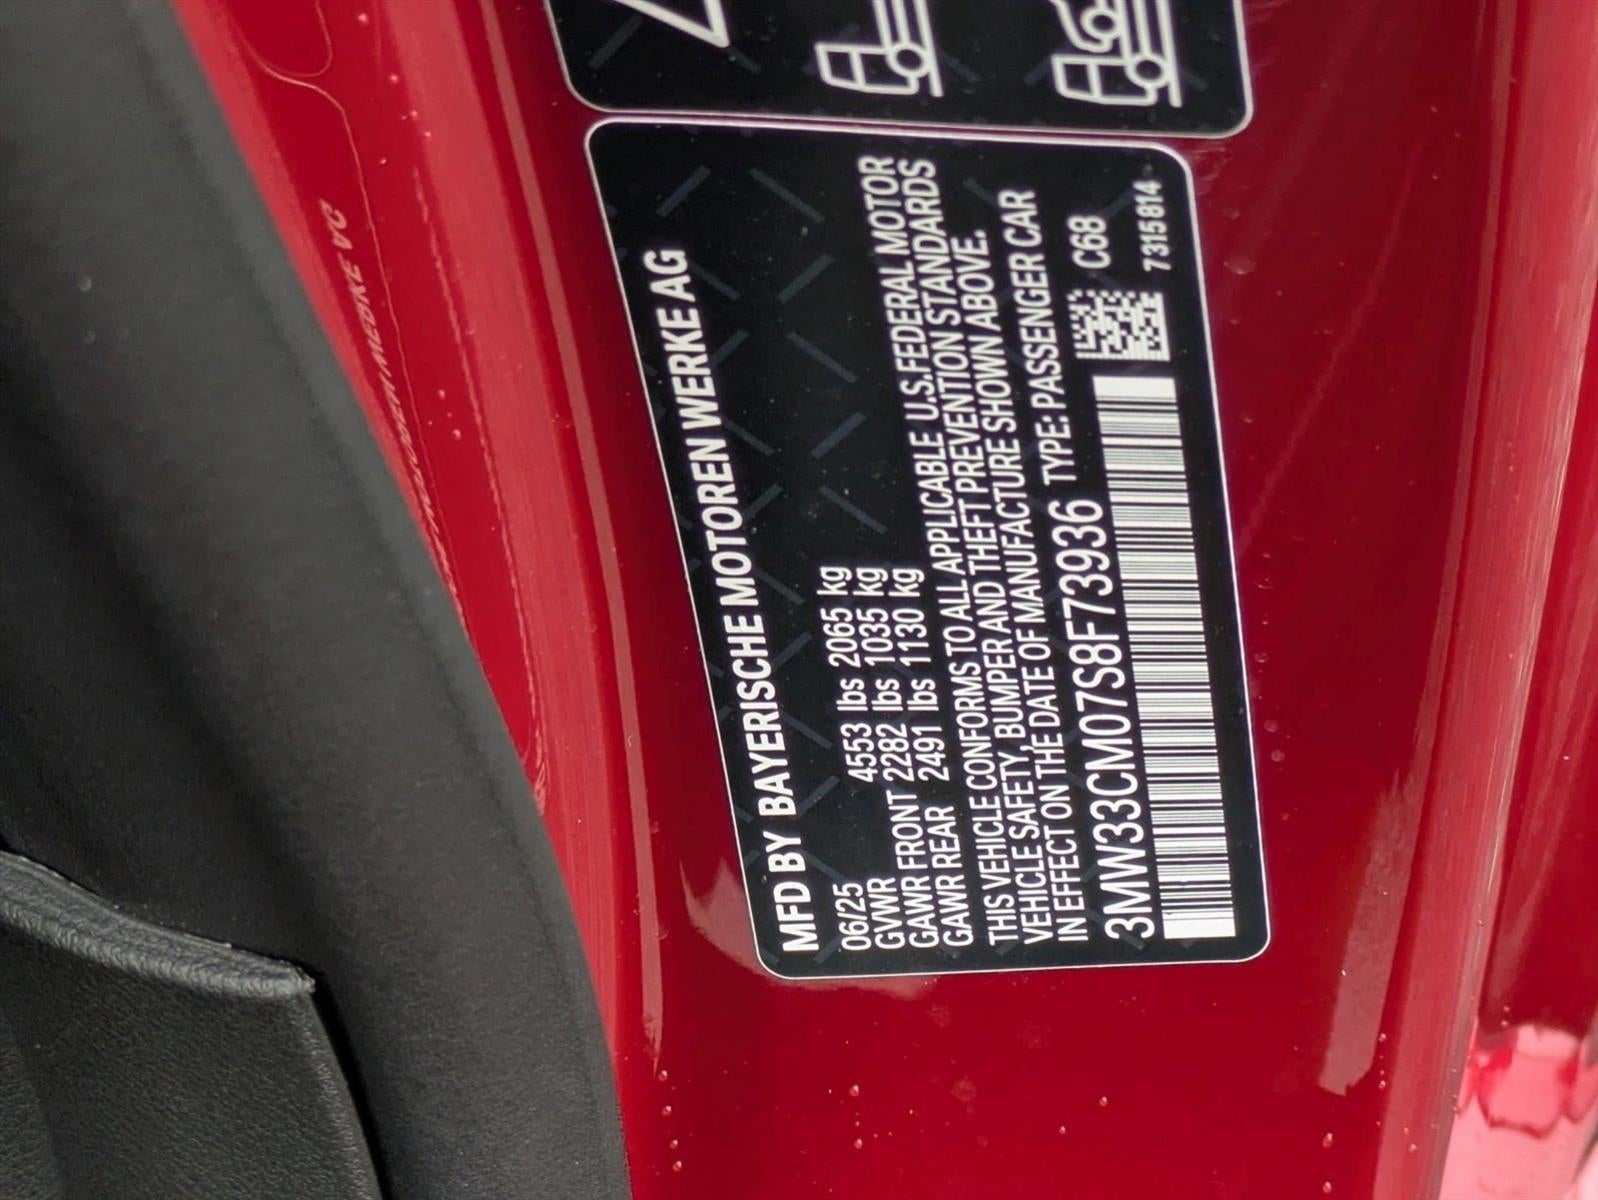 MFD BY BAYERISCHE MOTOREN WERKE AG
06/25
GVWR 4553 lbs 2065 kg
GAWR FRONT 2282 lbs 1035 kg
GAWR REAR 2491 lbs 1130 kg
THIS VEHICLE CONFORMS TO ALL APPLICABLE U.S.FEDERAL MOTOR
VEHICLE SAFETY, BUMPER AND THEFT PREVENTION STANDARDS
IN EFFECT ON THE DATE OF MANUFACTURE SHOWN ABOVE.
3MW33CM07S8F73936 TYPE: PASSENGER CAR
C68
7315814